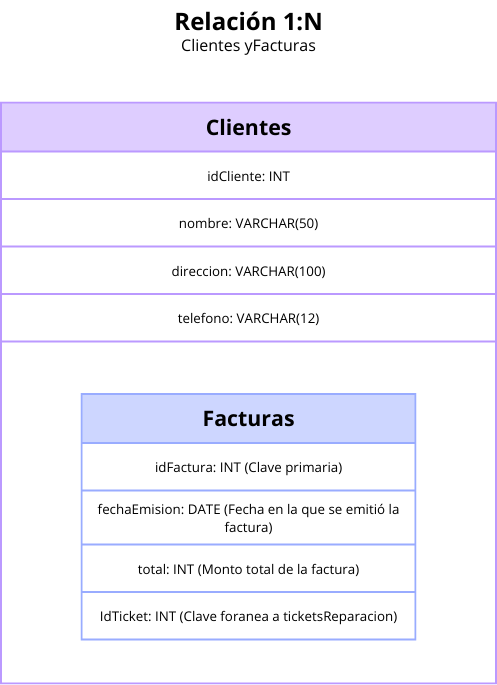 Relación 1:N
Clientes yFacturas
Clientes
idCliente: INT
nombre: VARCHAR(50)
direccion: VARCHAR(100)
telefono: VARCHAR(12)
Facturas
idFactura: INT (Clave primaria)
fechaEmision: DATE (Fecha en la que se emitió la
factura)
total: INT (Monto total de la factura)
IdTicket: INT (Clave foranea a ticketsReparacion)